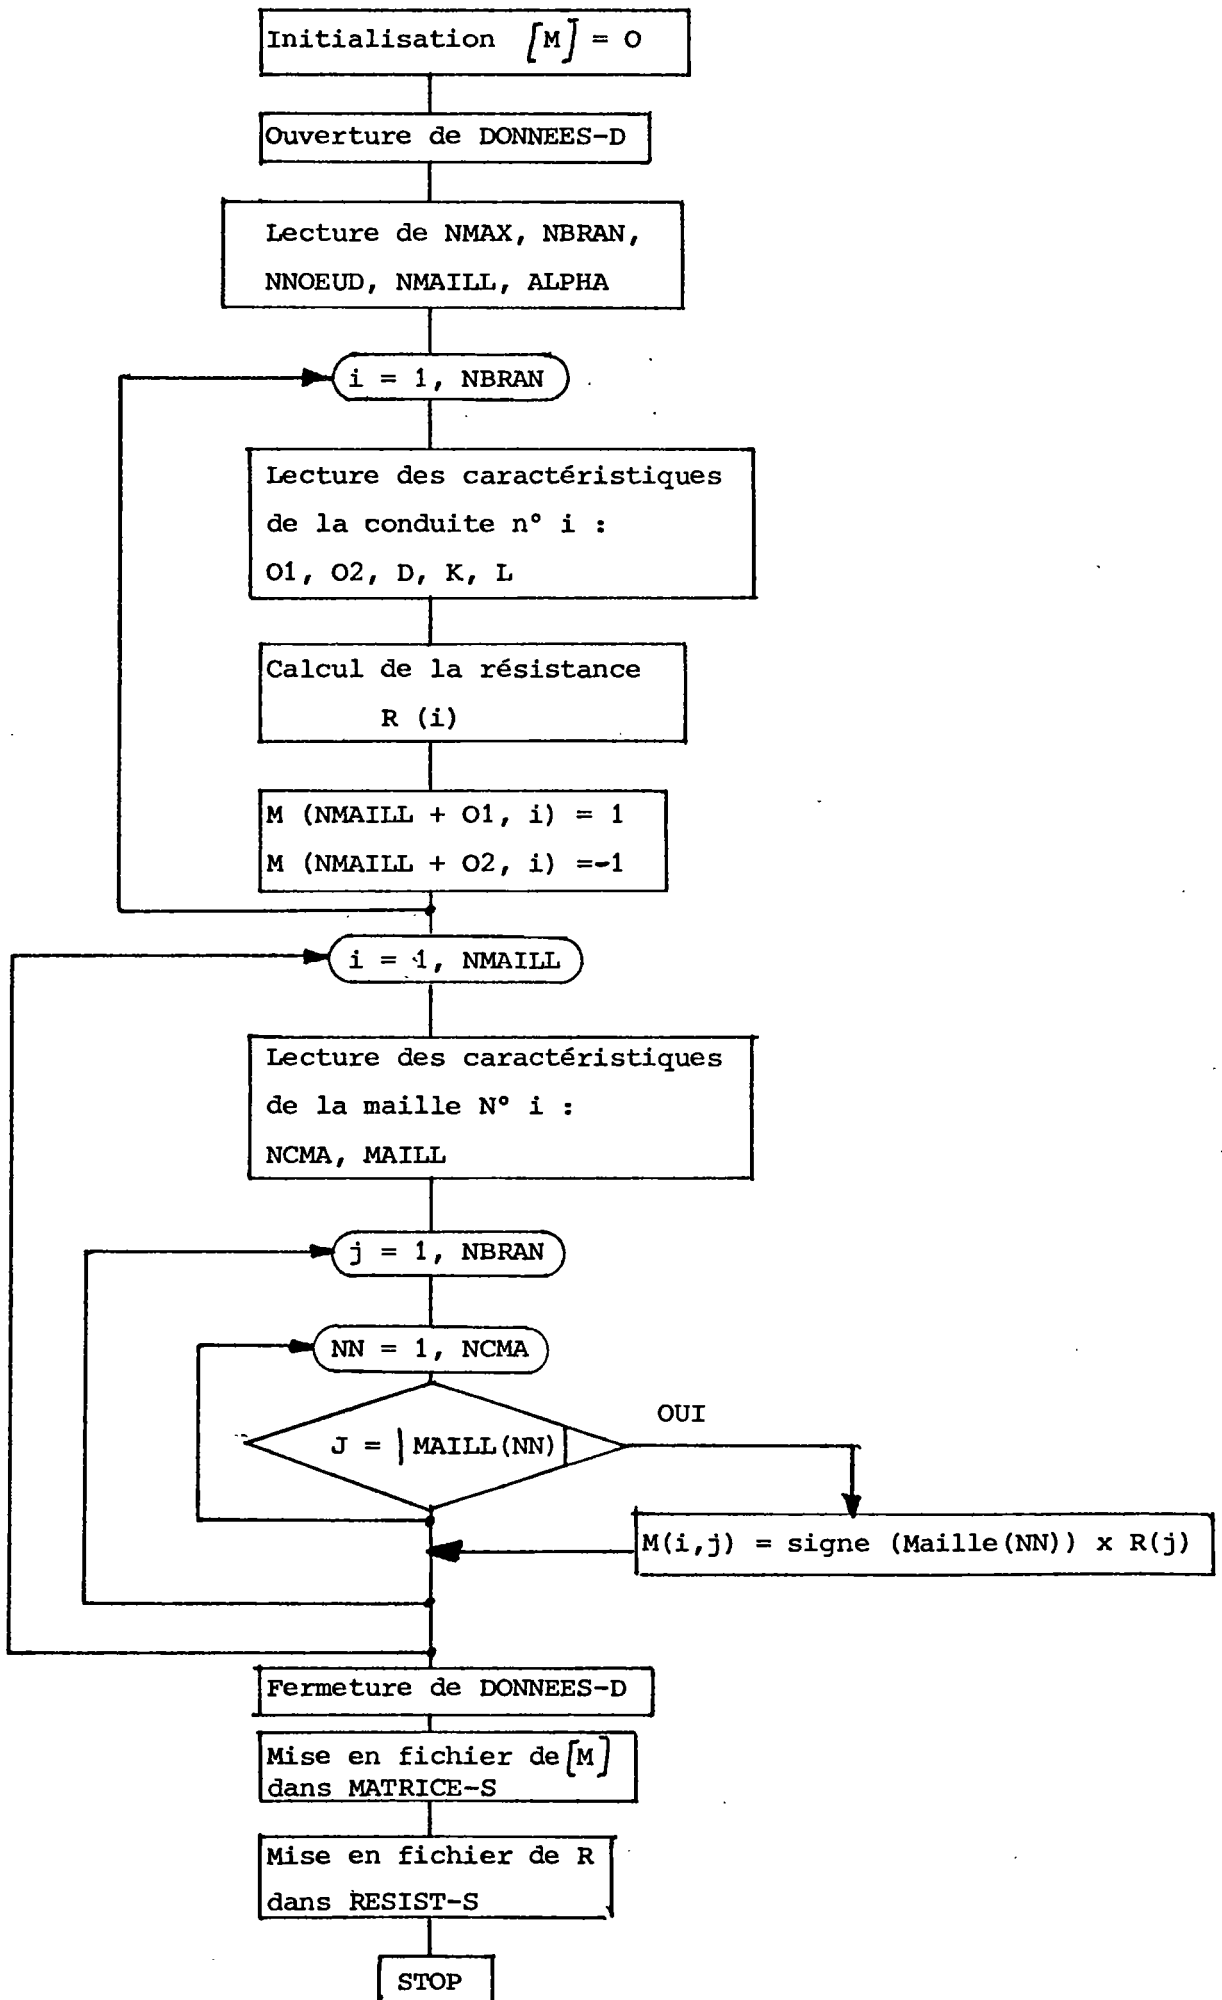 Initialisation [M] = O
Ouverture de DONNEES-D
Lecture de NMAX, NBRAN,
NNOEUD, NMAILL, ALPHA
i = 1, NBRAN
Lecture des caractéristiques
de la conduite n° i :
O1, O2, D, K, L
Calcul de la résistance
R (i)
M (NMAILL + O1, i) = 1
M (NMAILL + O2, i) =-1
i = 1, NMAILL
Lecture des caractéristiques
de la maille N° i :
NCMA, MAILL
j = 1, NBRAN
NN = 1, NCMA
J = |MAILL(NN)|
OUI
M(i,j) = signe (Maille(NN)) x R(j)
Fermeture de DONNEES-D
Mise en fichier de [M]
dans MATRICE-S
Mise en fichier de R
dans RESIST-S
STOP